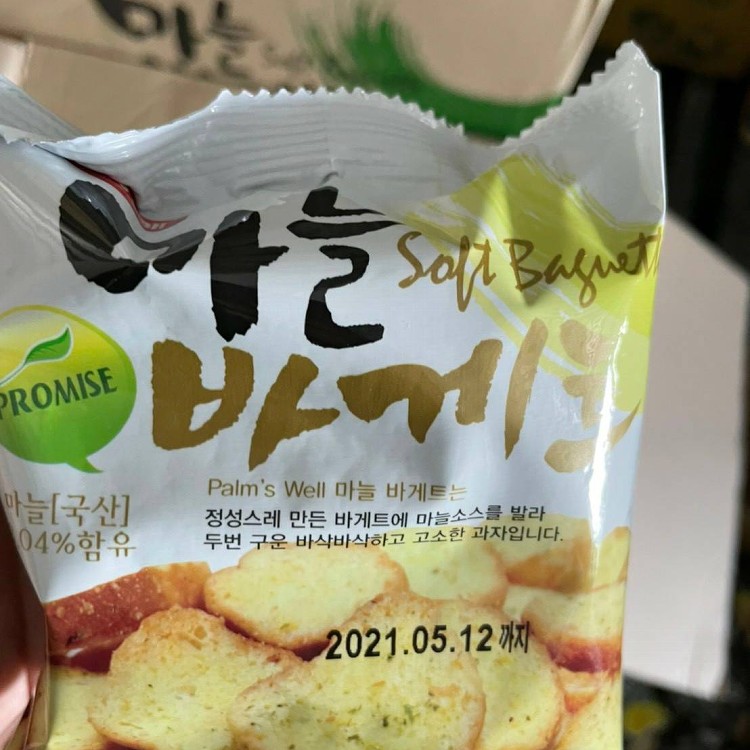 마늘
마늘
Soft Baguett
바게트
PROMISE
Palm's Well 마늘 바게트는
정성스레 만든 바게트에 마늘소스를 발라
두번 구운 바삭바삭하고 고소한 과자입니다.
마늘[국산]
04%함유
2021.05.12 까지